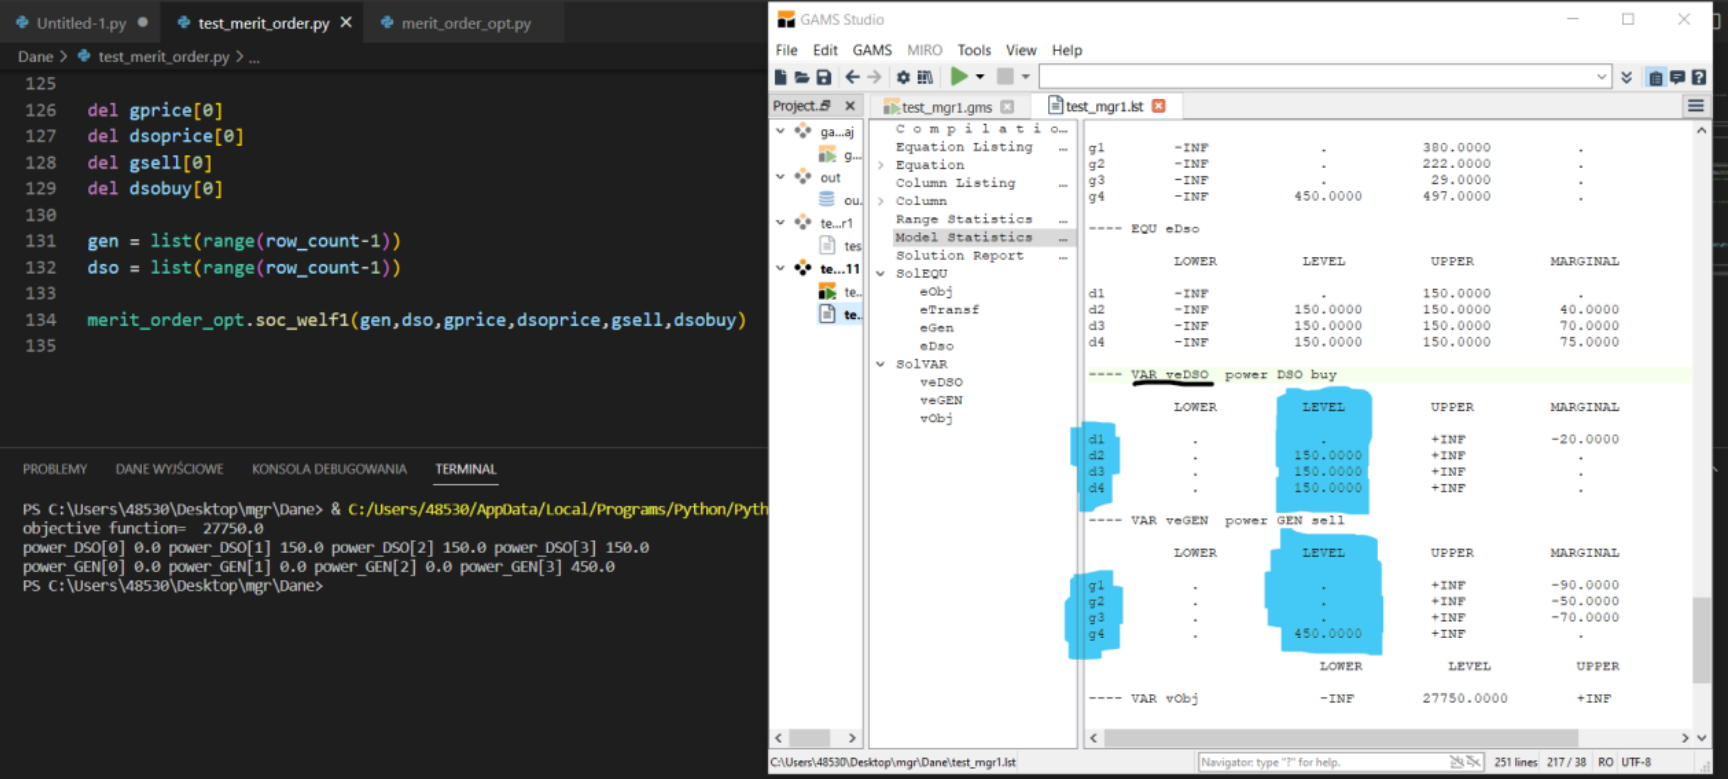 Untitled-1.py
test_merit_order.py
merit_order_opt.py
Dane > test_merit_order.py > ...
125
126 del gprice[0]
127 del dsoprice[0]
128 del gsell[0]
129 del dsobuy[0]
130
131 gen = list(range(row_count-1))
132 dso = list(range(row_count-1))
133
134 merit_order_opt.soc_welf1(gen,dso,gprice,dsoprice,gsell,dsobuy)
135
PROBLEMY DANE WYJŚCIOWE KONSOLA DEBUGOWANIA TERMINAL
PS C:\Users\48530\Desktop\mgr\Dane> & C:/Users/48530/AppData/Local/Programs/Python/Pyth
objective function= 27750.0
power_DSO[0] 0.0 power_DSO[1] 150.0 power_DSO[2] 150.0 power_DSO[3] 150.0
power_GEN[0] 0.0 power_GEN[1] 0.0 power_GEN[2] 0.0 power_GEN[3] 450.0
PS C:\Users\48530\Desktop\mgr\Dane>
GAMS Studio
File Edit GAMS MIRO Tools View Help
Project..
test_mgr1.gms
test_mgr1.lst
ga...aj
g...
out
ou.
te...r1
tes
te...11
te..
te.
C o m p i l a t i o...
Equation Listing ...
Equation
Column Listing ...
Column
Range Statistics ...
Model Statistics ...
Solution Report ...
SolEQU
eObj
eTransf
eGen
eDso
SolVAR
veDSO
veGEN
vObj
g1 -INF . 380.0000 .
g2 -INF . 222.0000 .
g3 -INF . 29.0000 .
g4 -INF 450.0000 497.0000 .
---- EQU eDso
LOWER LEVEL UPPER MARGINAL
d1 -INF . 150.0000 .
d2 -INF 150.0000 150.0000 40.0000
d3 -INF 150.0000 150.0000 70.0000
d4 -INF 150.0000 150.0000 75.0000
---- VAR veDSO power DSO buy
LOWER LEVEL UPPER MARGINAL
d1 . . +INF -20.0000
d2 . 150.0000 +INF .
d3 . 150.0000 +INF .
d4 . 150.0000 +INF .
---- VAR veGEN power GEN sell
LOWER LEVEL UPPER MARGINAL
g1 . . +INF -90.0000
g2 . . +INF -50.0000
g3 . . +INF -70.0000
g4 . 450.0000 +INF .
LOWER LEVEL UPPER
---- VAR vObj -INF 27750.0000 +INF
C:\Users\48530\Desktop\mgr\Dane\test_mgr1.lst
Navigator: type "?" for help.
251 lines 217 / 38 RO UTF-8